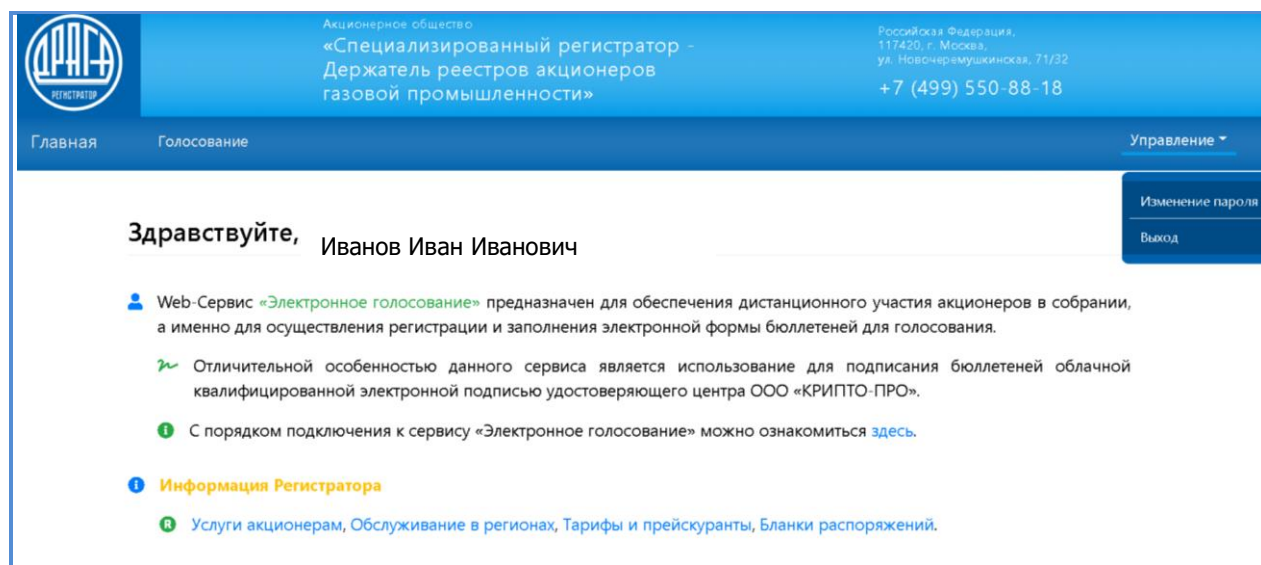 ДРАГА
РЕГИСТРАТОР
Акционерное общество
«Специализированный регистратор -
Держатель реестров акционеров
газовой промышленности»
Российская Федерация,
117420, г. Москва,
ул. Новочеремушкинская, 71/32
+7 (499) 550-88-18
Главная
Голосование
Управление
Изменение пароля
Выход
Здравствуйте, Иванов Иван Иванович
Web-Сервис «Электронное голосование» предназначен для обеспечения дистанционного участия акционеров в собрании,
а именно для осуществления регистрации и заполнения электронной формы бюллетеней для голосования.
Отличительной особенностью данного сервиса является использование для подписания бюллетеней облачной
квалифицированной электронной подписью удостоверяющего центра ООО «КРИПТО-ПРО».
С порядком подключения к сервису «Электронное голосование» можно ознакомиться здесь.
Информация Регистратора
Услуги акционерам, Обслуживание в регионах, Тарифы и прейскуранты, Бланки распоряжений.